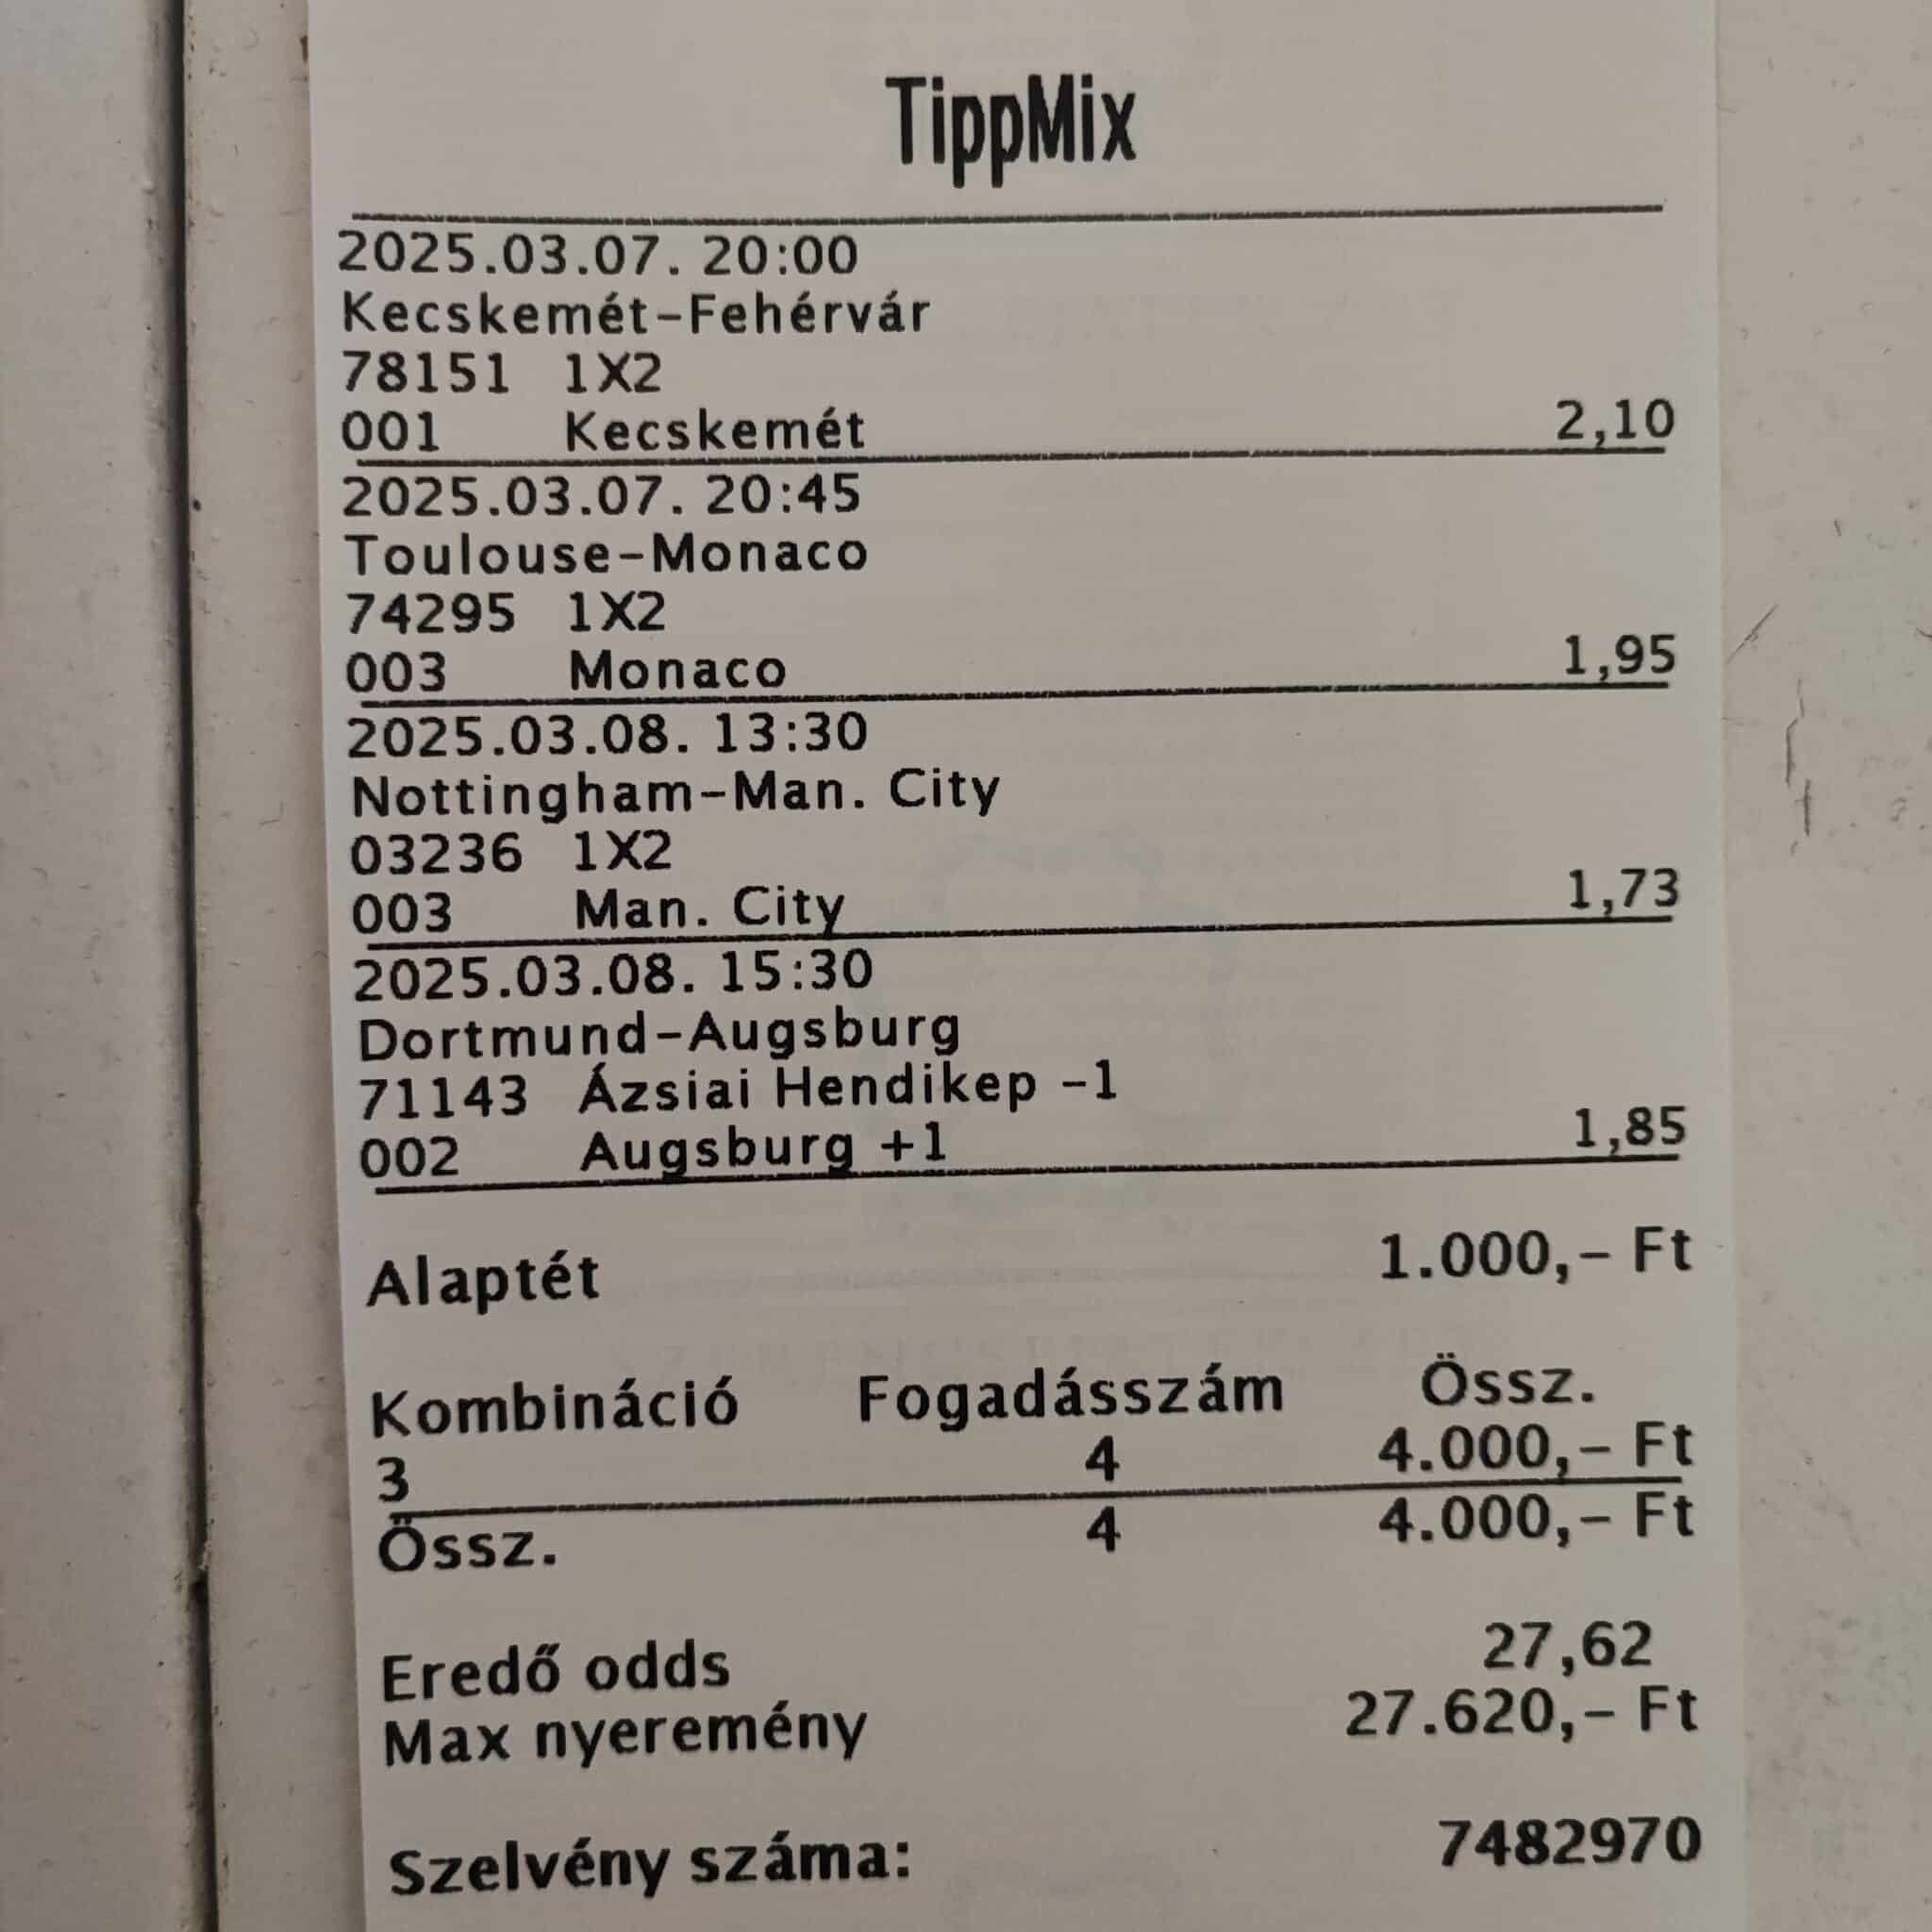 TippMix
2025.03.07. 20:00
Kecskemét-Fehérvár
78151 1X2
001 Kecskemét 2,10
2025.03.07. 20:45
Toulouse-Monaco
74295 1X2
003 Monaco 1,95
2025.03.08. 13:30
Nottingham-Man. City
03236 1X2
003 Man. City 1,73
2025.03.08. 15:30
Dortmund-Augsburg
71143 Ázsiai Hendikep -1
002 Augsburg +1 1,85
Alaptét 1.000,- Ft
Kombináció Fogadásszám Össz.
3 4 4.000,- Ft
Össz. 4 4.000,- Ft
Eredő odds 27,62
Max nyeremény 27.620,- Ft
Szelvény száma: 7482970